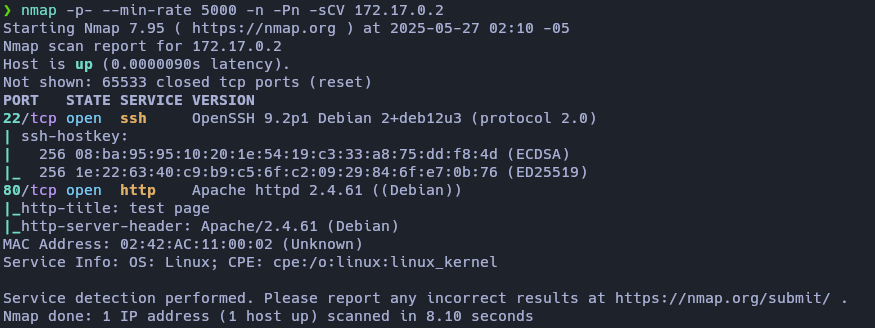 ❯ nmap -p- --min-rate 5000 -n -Pn -sCV 172.17.0.2
Starting Nmap 7.95 ( https://nmap.org ) at 2025-05-27 02:10 -05
Nmap scan report for 172.17.0.2
Host is up (0.0000090s latency).
Not shown: 65533 closed tcp ports (reset)
PORT   STATE SERVICE VERSION
22/tcp open  ssh     OpenSSH 9.2p1 Debian 2+deb12u3 (protocol 2.0)
| ssh-hostkey:
|   256 08:ba:95:95:10:20:1e:54:19:c3:33:a8:75:dd:f8:4d (ECDSA)
|_  256 1e:22:63:40:c9:b9:c5:6f:c2:09:29:84:6f:e7:0b:76 (ED25519)
80/tcp open  http    Apache httpd 2.4.61 ((Debian))
|_http-title: test page
|_http-server-header: Apache/2.4.61 (Debian)
MAC Address: 02:42:AC:11:00:02 (Unknown)
Service Info: OS: Linux; CPE: cpe:/o:linux:linux_kernel

Service detection performed. Please report any incorrect results at https://nmap.org/submit/ .
Nmap done: 1 IP address (1 host up) scanned in 8.10 seconds